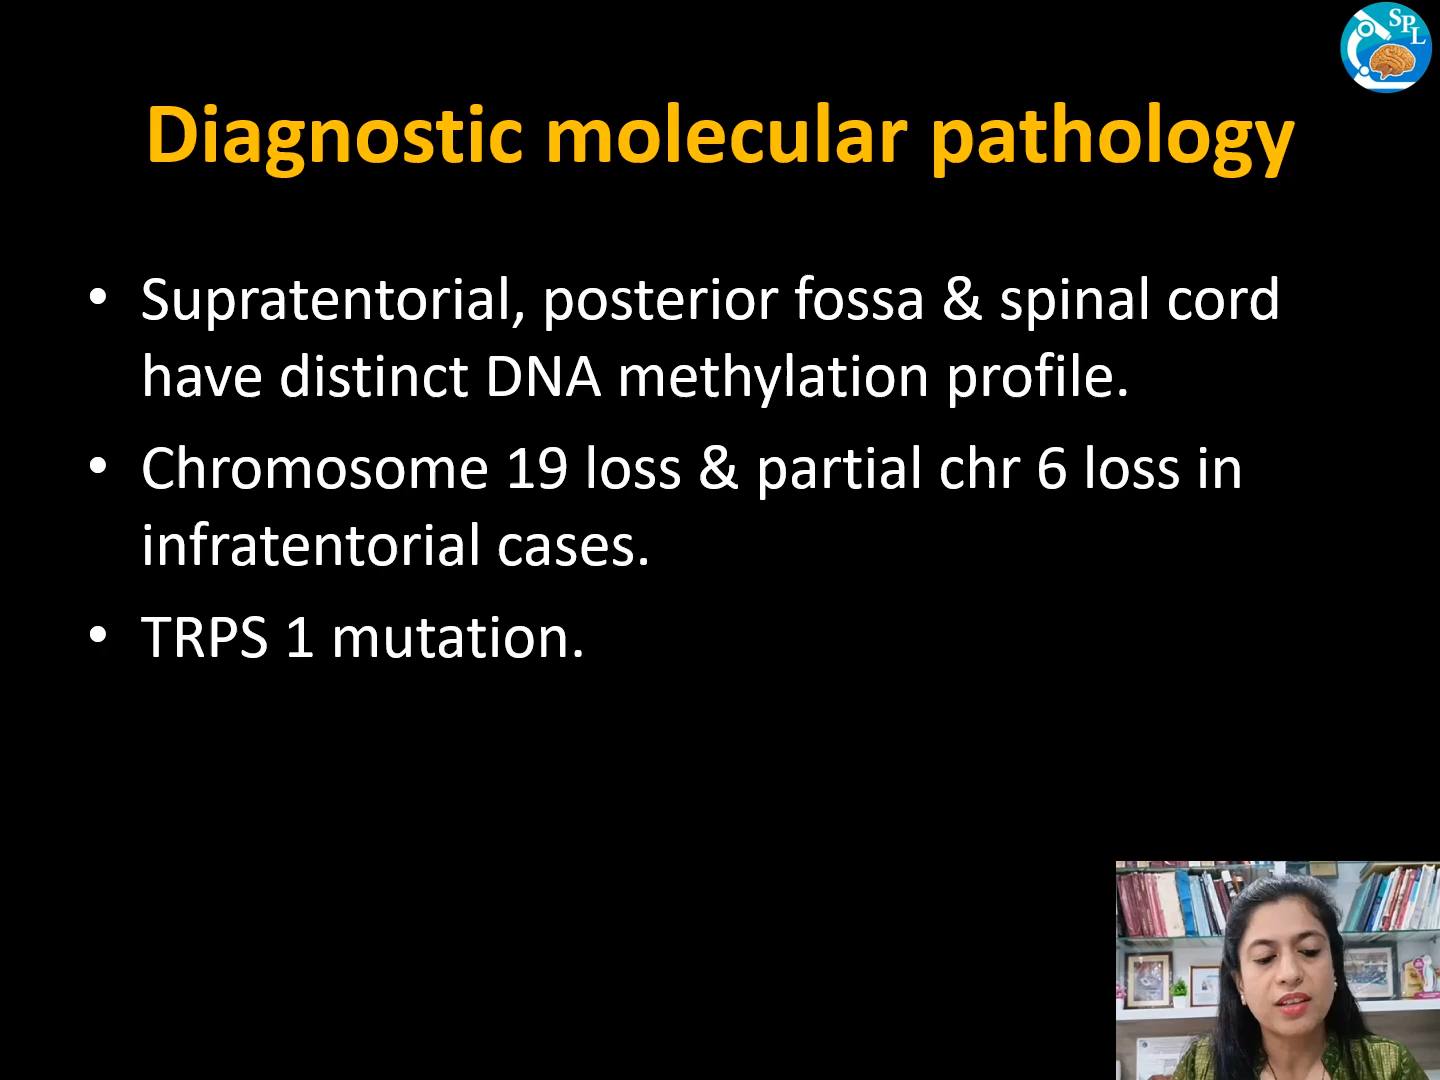 SPL
Diagnostic molecular pathology
• Supratentorial, posterior fossa & spinal cord
have distinct DNA methylation profile.
• Chromosome 19 loss & partial chr 6 loss in
infratentorial cases.
• TRPS 1 mutation.